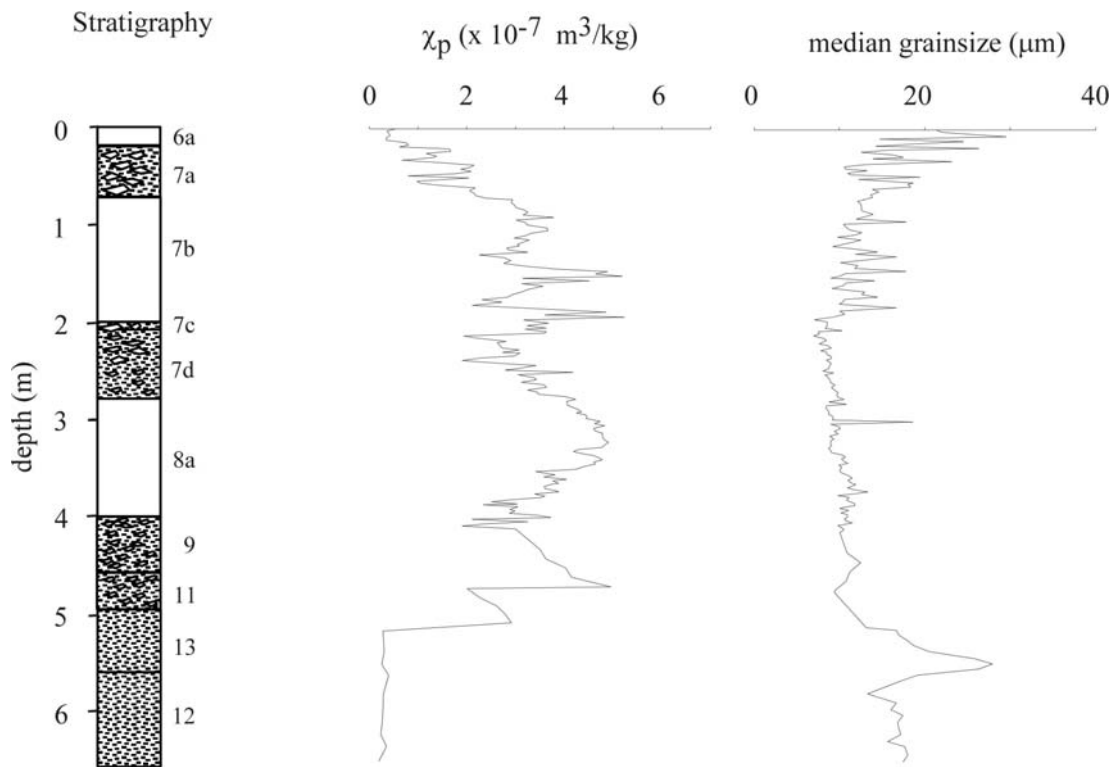 Stratigraphy
χp (x 10-7 m3/kg)
median grainsize (μm)
0 2 4 6
0 20 40
depth (m)
0
1
2
3
4
5
6
6a
7a
7b
7c
7d
8a
9
11
13
12